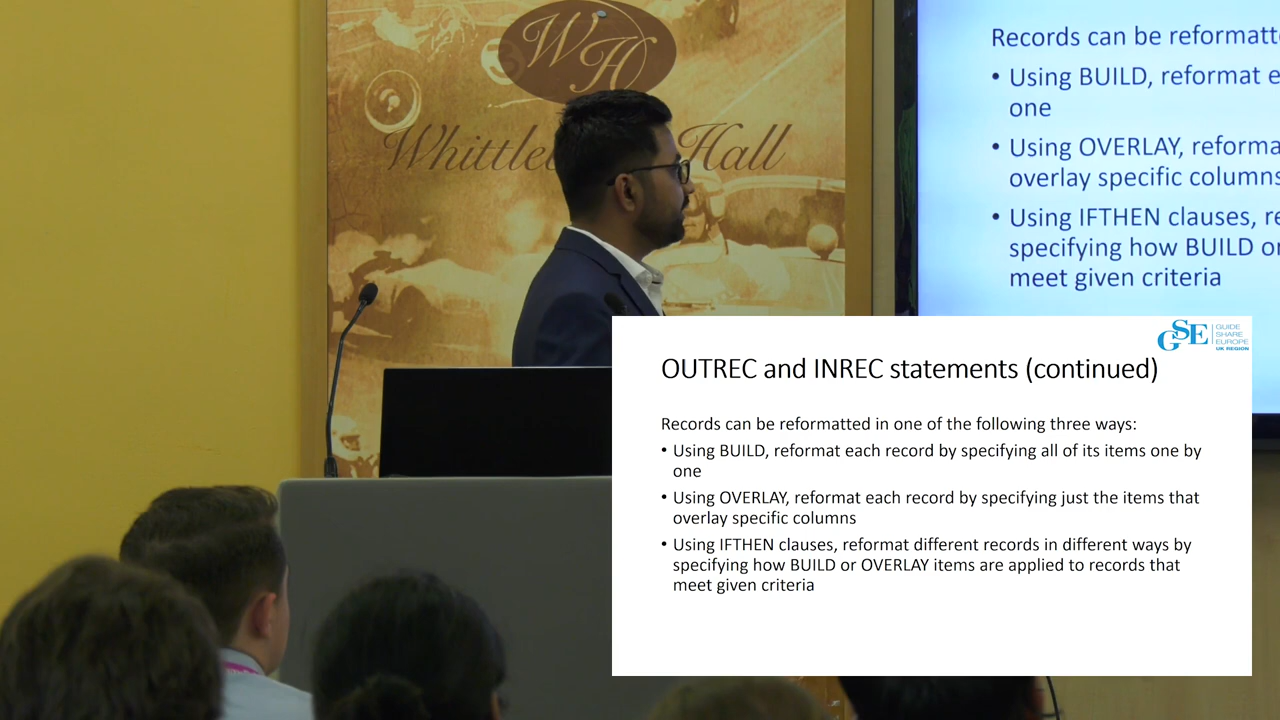 WH
Hall
Records can be reformatt
• Using BUILD, reformat e
one
• Using OVERLAY, reforma
overlay specific columns
• Using IFTHEN clauses, re
specifying how BUILD or
meet given criteria
GSE
GUIDE
SHARE
EUROPE
UK REGION
OUTREC and INREC statements (continued)
Records can be reformatted in one of the following three ways:
• Using BUILD, reformat each record by specifying all of its items one by
one
• Using OVERLAY, reformat each record by specifying just the items that
overlay specific columns
• Using IFTHEN clauses, reformat different records in different ways by
specifying how BUILD or OVERLAY items are applied to records that
meet given criteria